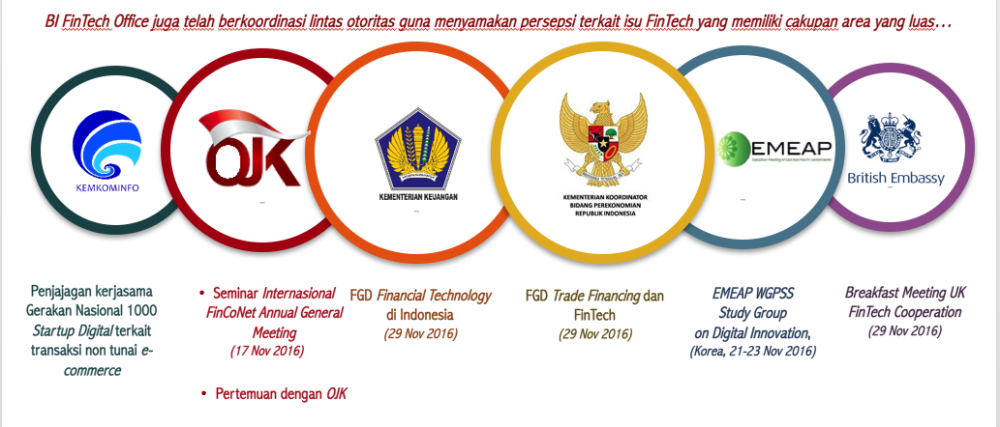 BI FinTech Office juga telah berkoordinasi lintas otoritas guna menyamakan persepsi terkait isu FinTech yang memiliki cakupan area yang luas…
KEMKOMINFO
OJK
KEMENTERIAN KEUANGAN
KEMENTERIAN KOORDINATOR
BIDANG PEREKONOMIAN
REPUBLIK INDONESIA
EMEAP
British Embassy
Penjajagan kerjasama
Gerakan Nasional 1000
Startup Digital terkait
transaksi non tunai e-
commerce
• Seminar Internasional
FinCoNet Annual General
Meeting
(17 Nov 2016)
• Pertemuan dengan OJK
FGD Financial Technology
di Indonesia
(29 Nov 2016)
FGD Trade Financing dan
FinTech
(29 Nov 2016)
EMEAP WGPSS
Study Group
on Digital Innovation,
(Korea, 21-23 Nov 2016)
Breakfast Meeting UK
FinTech Cooperation
(29 Nov 2016)